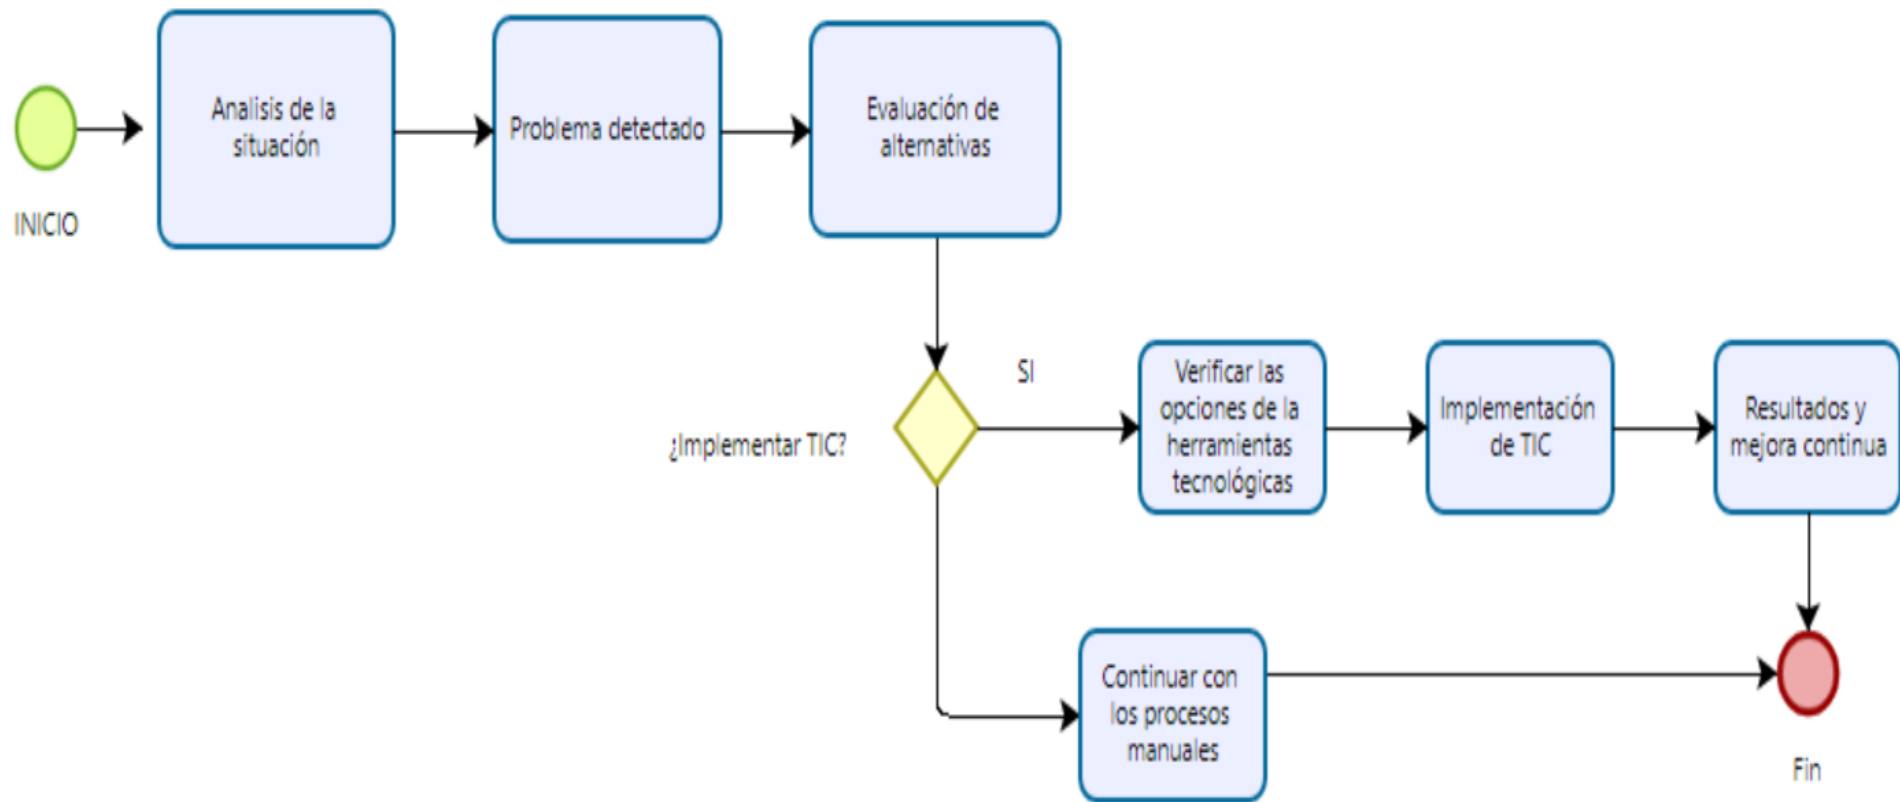 INICIO
Analisis de la
situación
Problema detectado
Evaluación de
alternativas
¿Implementar TIC?
SI
Verificar las
opciones de la
herramientas
tecnológicas
Implementación
de TIC
Resultados y
mejora continua
Continuar con
los procesos
manuales
Fin